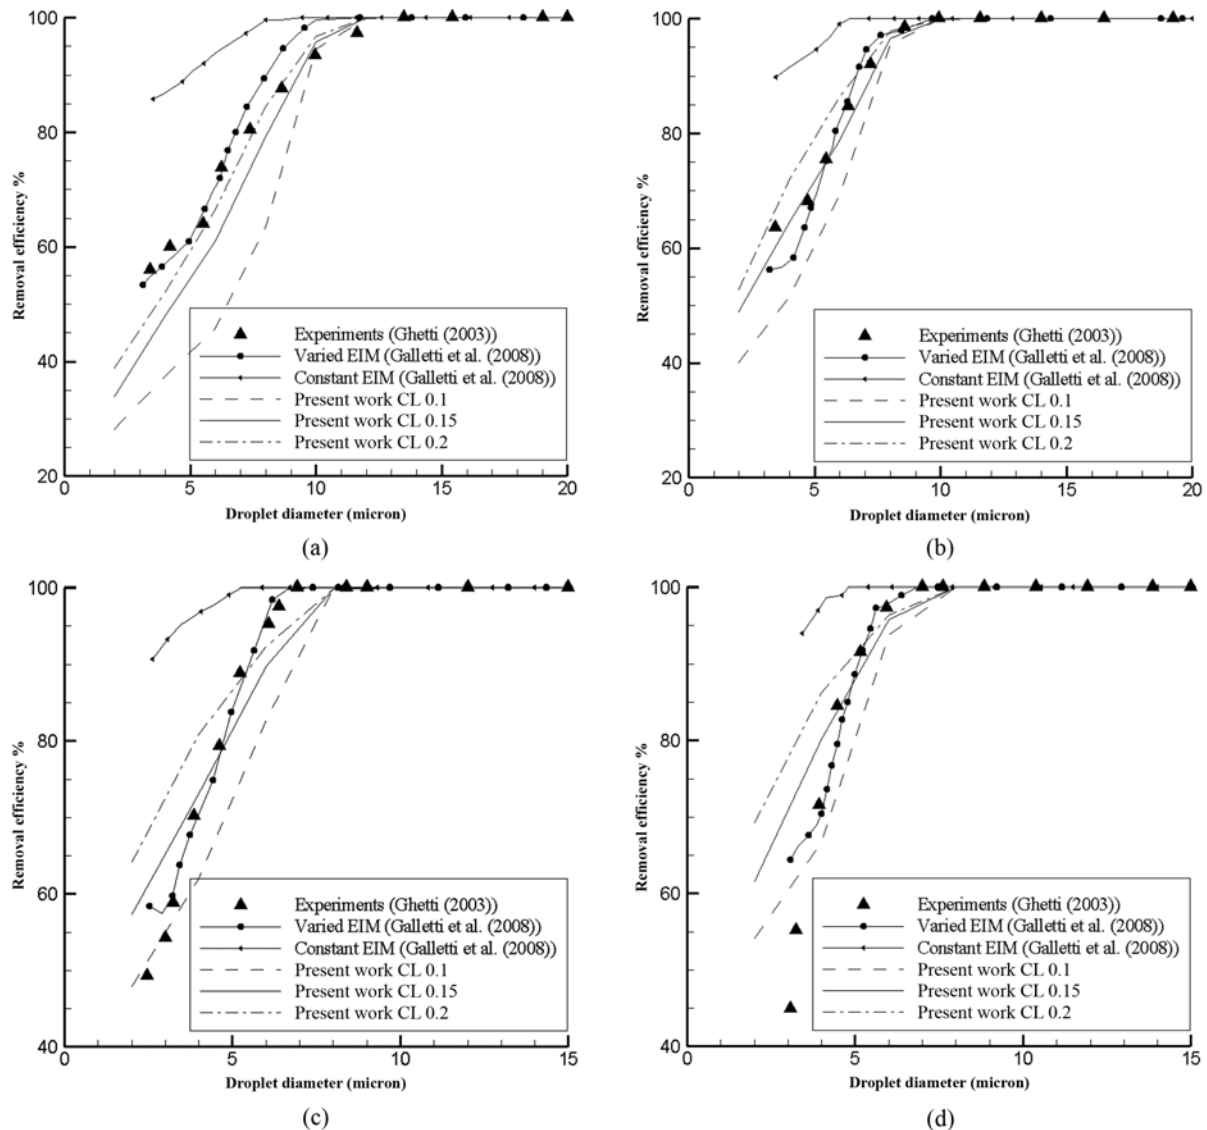 100
80
60
40
20
0
5
10
15
20
Removal efficiency %
Droplet diameter (micron)
Experiments (Ghetti (2003))
Varied EIM (Galletti et al. (2008))
Constant EIM (Galletti et al. (2008))
Present work CL 0.1
Present work CL 0.15
Present work CL 0.2
(a)
100
80
60
40
20
0
5
10
15
20
Removal efficiency %
Droplet diameter (micron)
Experiments (Ghetti (2003))
Varied EIM (Galletti et al. (2008))
Constant EIM (Galletti et al. (2008))
Present work CL 0.1
Present work CL 0.15
Present work CL 0.2
(b)
100
80
60
40
0
5
10
15
Removal efficiency %
Droplet diameter (micron)
Experiments (Ghetti (2003))
Varied EIM (Galletti et al. (2008))
Constant EIM (Galletti et al. (2008))
Present work CL 0.1
Present work CL 0.15
Present work CL 0.2
(c)
100
80
60
40
0
5
10
15
Removal efficiency %
Droplet diameter (micron)
Experiments (Ghetti (2003))
Varied EIM (Galletti et al. (2008))
Constant EIM (Galletti et al. (2008))
Present work CL 0.1
Present work CL 0.15
Present work CL 0.2
(d)